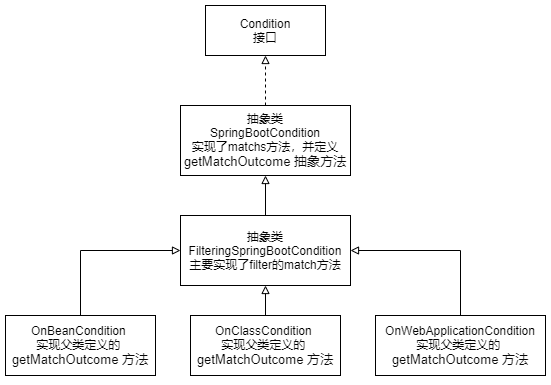 Condition
接口
抽象类
SpringBootCondition
实现了matchs方法，并定义
getMatchOutcome 抽象方法
抽象类
FilteringSpringBootCondition
主要实现了filter的match方法
OnBeanCondition
实现父类定义的
getMatchOutcome 方法
OnClassCondition
实现父类定义的
getMatchOutcome 方法
OnWebApplicationCondition
实现父类定义的
getMatchOutcome 方法